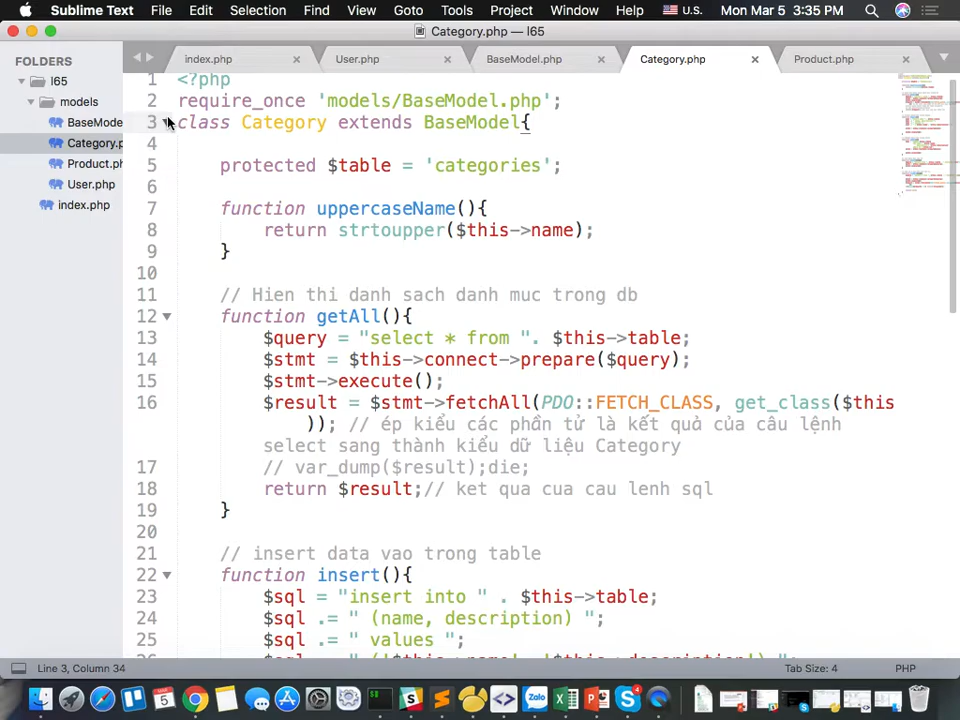 Sublime Text File Edit Selection Find View Goto Tools Project Window Help U.S. Mon Mar 5 3:35 PM
Category.php — l65
FOLDERS
l65
models
BaseMode
Category.p
Product.ph
User.php
index.php
index.php User.php BaseModel.php Category.php Product.php
1 <?php
2 require_once 'models/BaseModel.php';
3 class Category extends BaseModel{
4
5 protected $table = 'categories';
6
7 function uppercaseName(){
8 return strtoupper($this->name);
9 }
10
11 // Hien thi danh sach danh muc trong db
12 function getAll(){
13 $query = "select * from ". $this->table;
14 $stmt = $this->connect->prepare($query);
15 $stmt->execute();
16 $result = $stmt->fetchAll(PDO::FETCH_CLASS, get_class($this
)); // ép kiểu các phần tử là kết quả của câu lệnh
select sang thành kiểu dữ liệu Category
17 // var_dump($result);die;
18 return $result;// ket qua cua cau lenh sql
19 }
20
21 // insert data vao trong table
22 function insert(){
23 $sql = "insert into " . $this->table;
24 $sql .= " (name, description) ";
25 $sql .= " values ";
Line 3, Column 34 Tab Size: 4 PHP